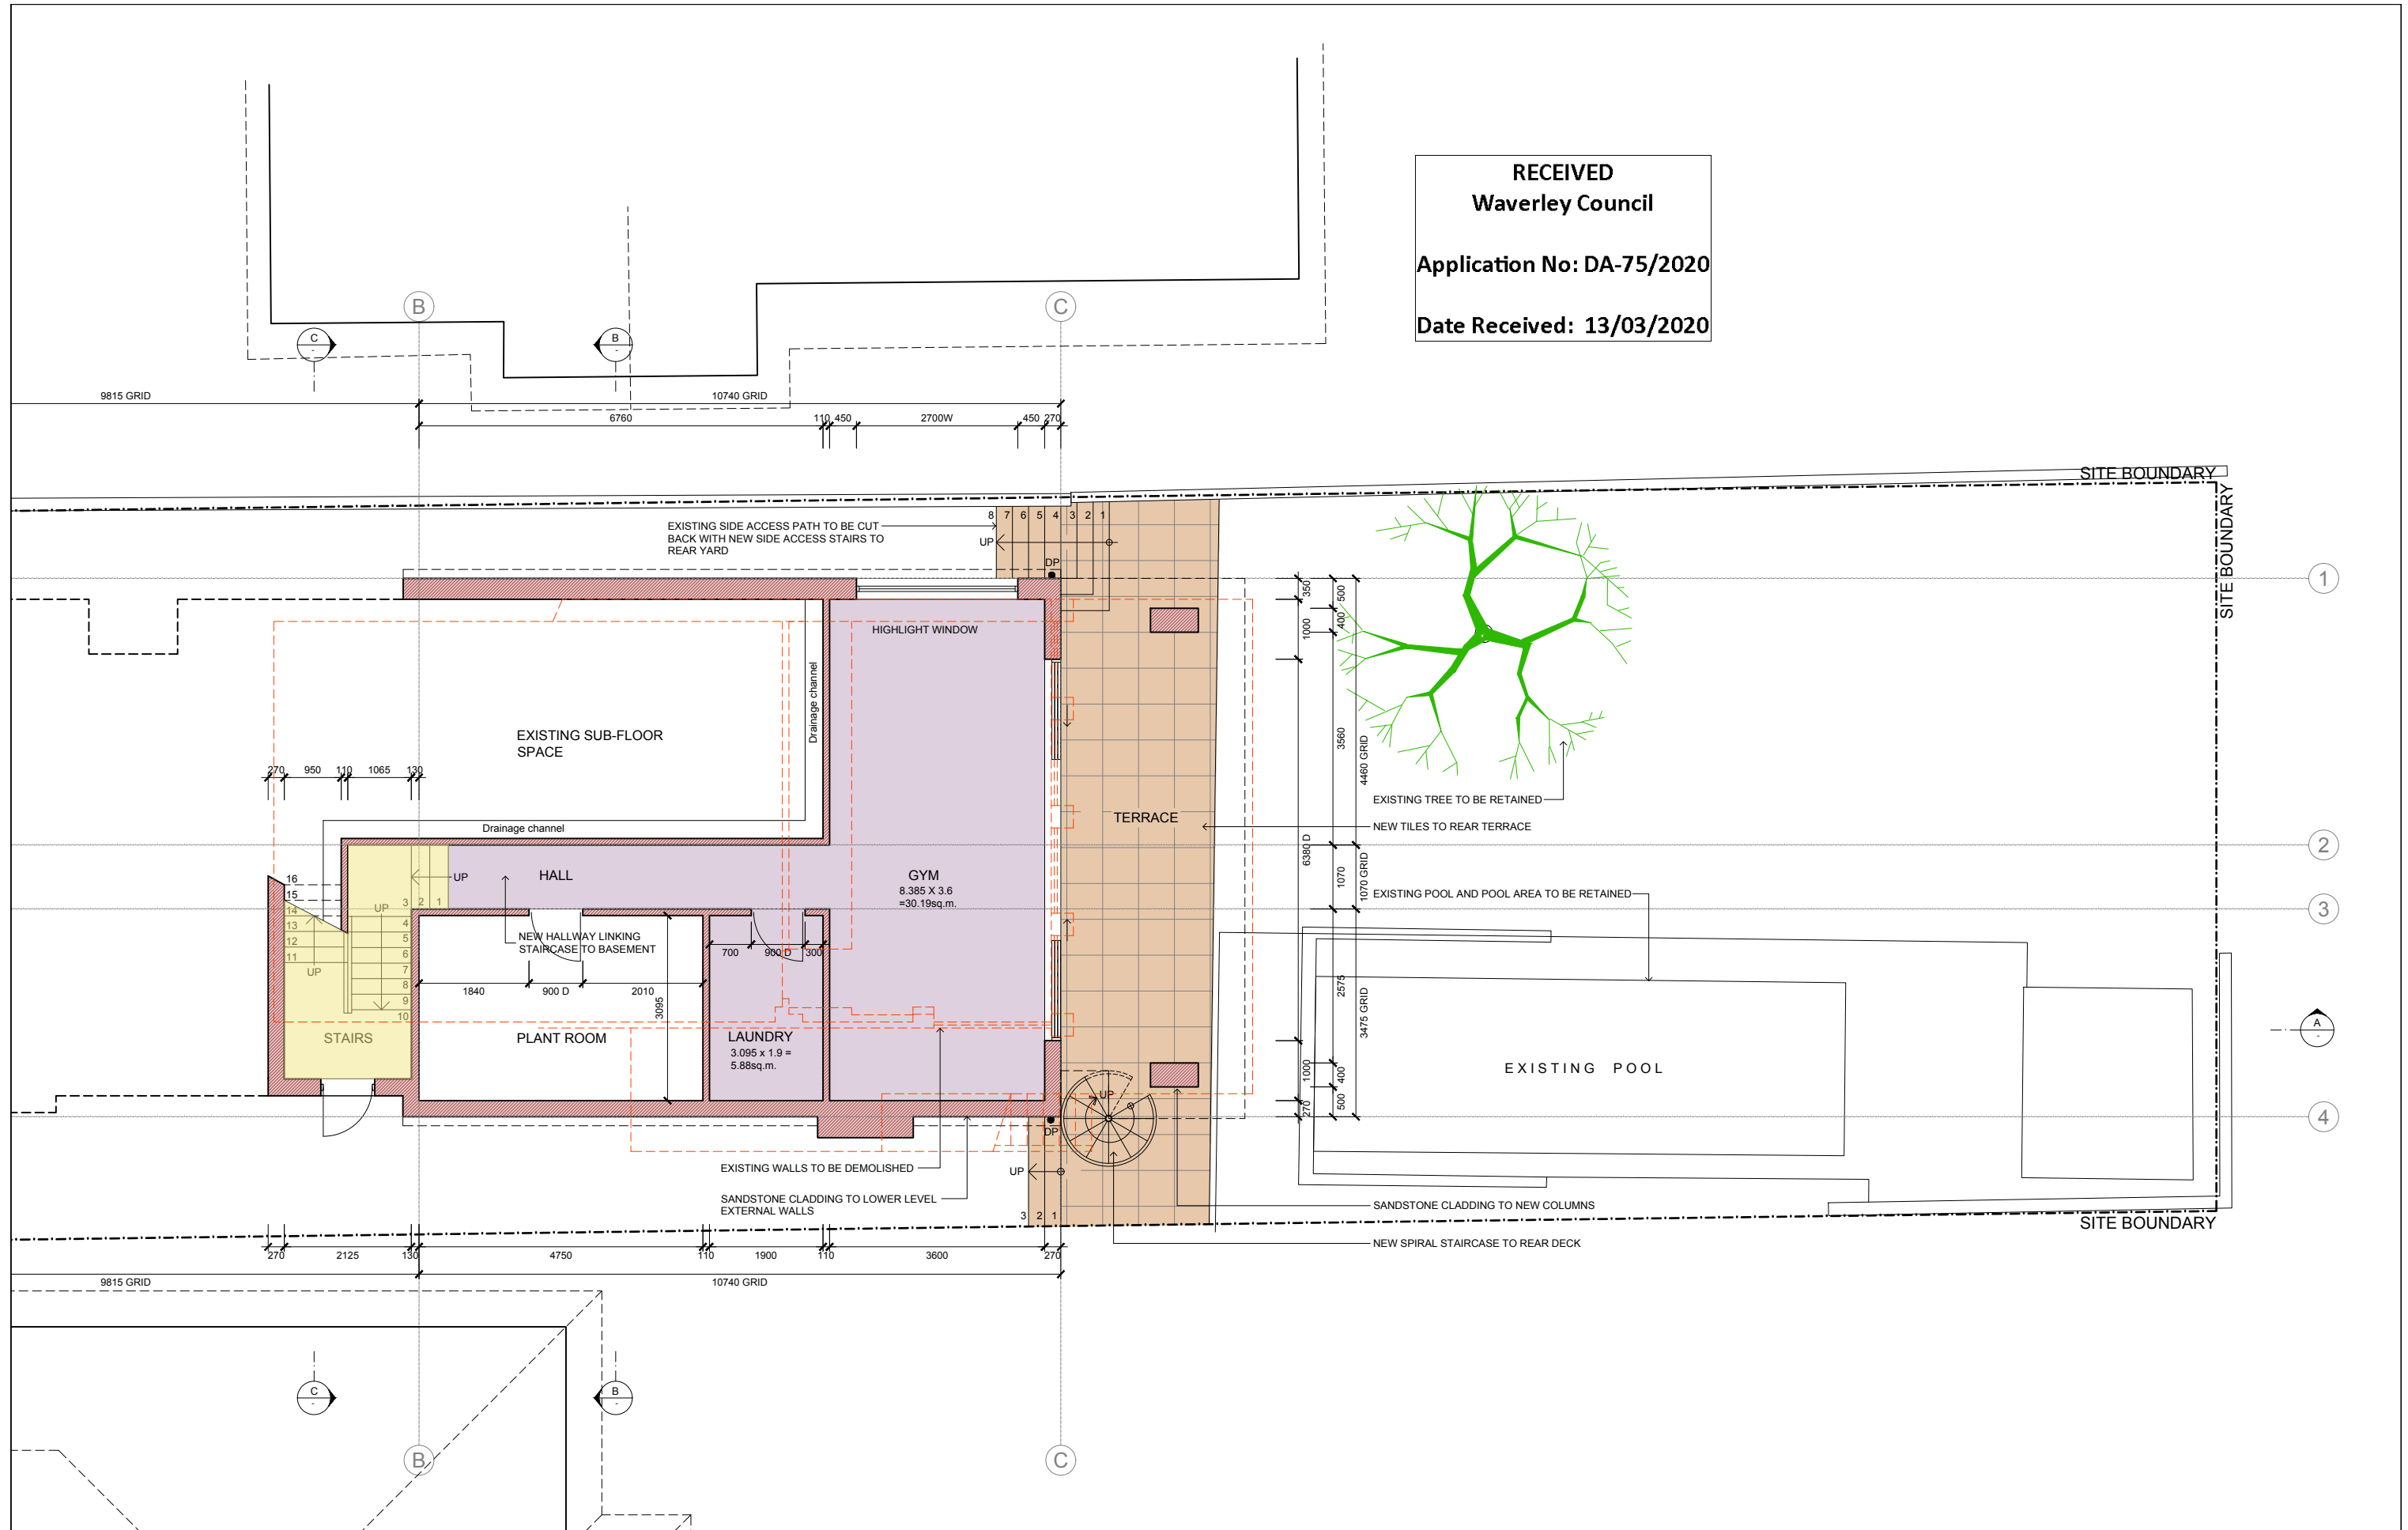 RECEIVED
Waverley Council
Application No: DA-75/2020
Date Received: 13/03/2020
B
C
C
-
B
-
9815 GRID
10740 GRID
6760
110
450
2700W
450
270
SITE BOUNDARY
SITE BOUNDARY
EXISTING SIDE ACCESS PATH TO BE CUT
BACK WITH NEW SIDE ACCESS STAIRS TO
REAR YARD
8 7 6 5 4 3 2 1
UP
DP
1
HIGHLIGHT WINDOW
350
500
1000
400
Drainage channel
EXISTING SUB-FLOOR
SPACE
3560
4460 GRID
270
950
110
1065
130
EXISTING TREE TO BE RETAINED
TERRACE
NEW TILES TO REAR TERRACE
Drainage channel
6380 D
2
HALL
UP
GYM
8.385 X 3.6
=30.19sq.m.
1070
1070 GRID
EXISTING POOL AND POOL AREA TO BE RETAINED
16
15
14
13
12
11
UP
UP
3 2 1
4
5
6
7
8
9
10
3
NEW HALLWAY LINKING
STAIRCASE TO BASEMENT
700
900 D
300
1840
900 D
2010
3095
2575
3475 GRID
STAIRS
PLANT ROOM
LAUNDRY
3.095 x 1.9 =
5.88sq.m.
A
-
EXISTING POOL
1000
400
500
270
UP
DP
4
EXISTING WALLS TO BE DEMOLISHED
UP
SANDSTONE CLADDING TO LOWER LEVEL
EXTERNAL WALLS
3 2 1
SANDSTONE CLADDING TO NEW COLUMNS
SITE BOUNDARY
NEW SPIRAL STAIRCASE TO REAR DECK
270
2125
130
4750
110
1900
110
3600
270
9815 GRID
10740 GRID
C
-
B
-
B
C